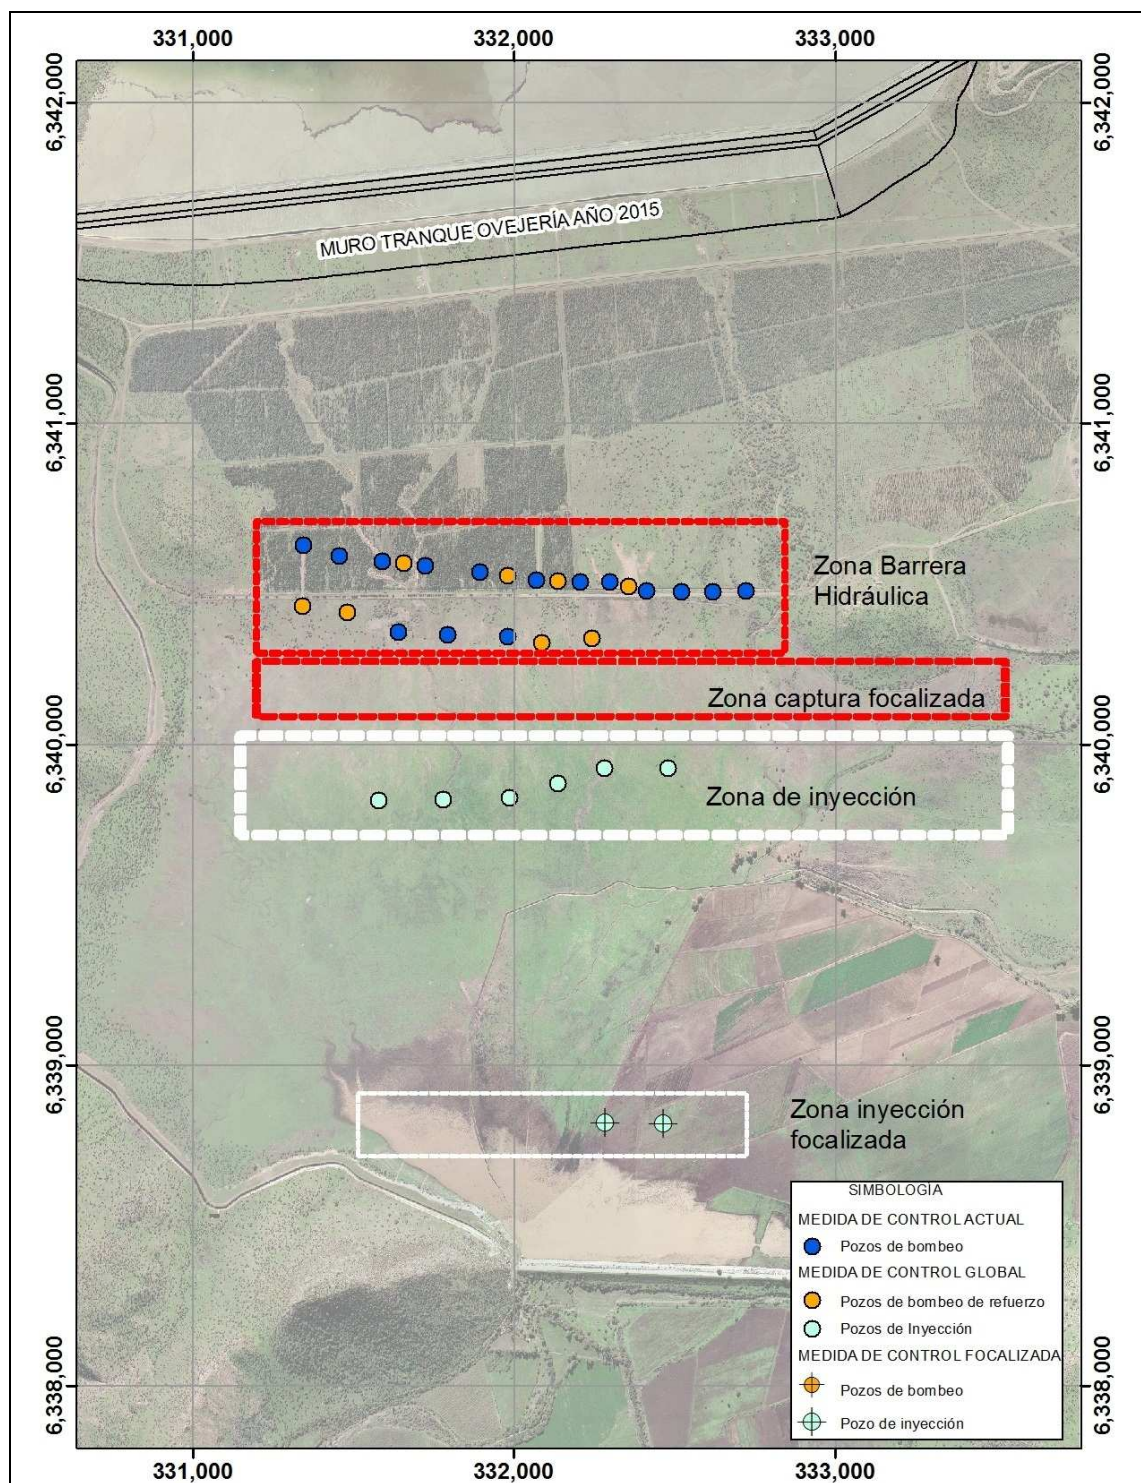 331,000 332,000 333,000
6,342,000 6,342,000
MURO TRANQUE OVEJERÍA AÑO 2015
6,341,000 6,341,000
Zona Barrera
Hidráulica
Zona captura focalizada
6,340,000 6,340,000
Zona de inyección
6,339,000 6,339,000
Zona inyección
focalizada
SIMBOLOGIA
MEDIDA DE CONTROL ACTUAL
Pozos de bombeo
MEDIDA DE CONTROL GLOBAL
Pozos de bombeo de refuerzo
Pozos de Inyección
MEDIDA DE CONTROL FOCALIZADA
Pozos de bombeo
Pozo de inyección
6,338,000 6,338,000
331,000 332,000 333,000